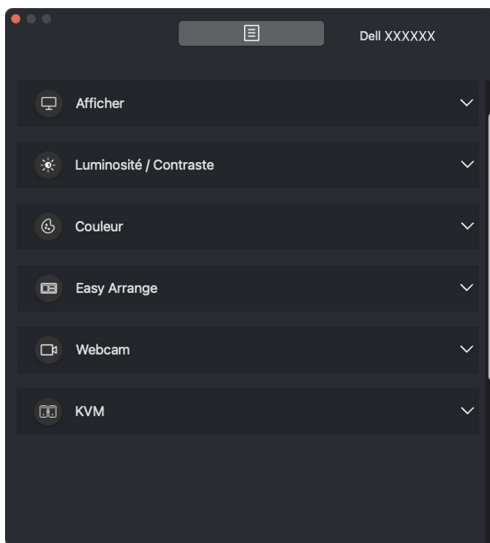 Dell XXXXXX
Afficher
Luminosité / Contraste
Couleur
Easy Arrange
Webcam
KVM